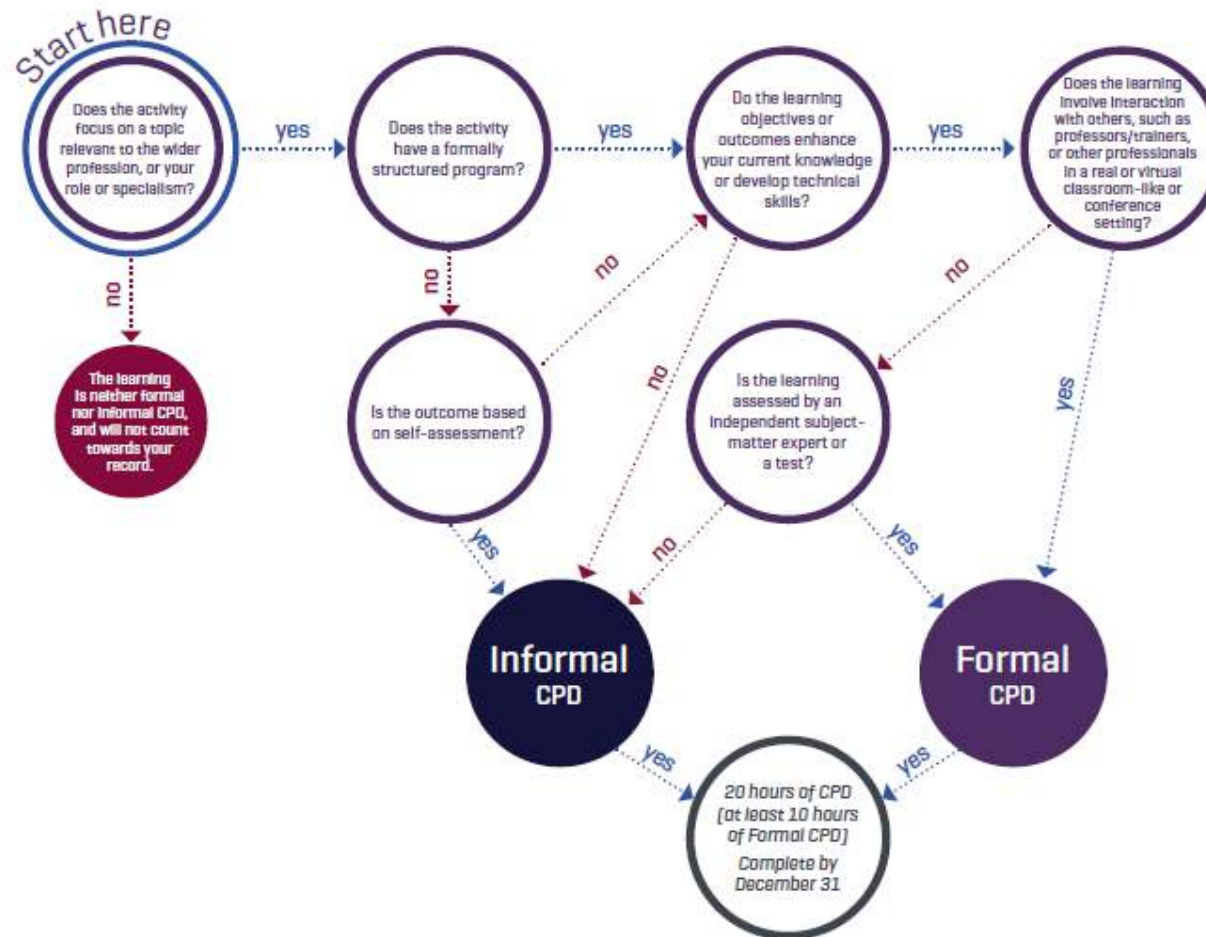 Start here
Does the activity
focus on a topic
relevant to the wider
profession, or your
role or specialism?
yes
Does the activity
have a formally
structured program?
yes
Do the learning
objectives or
outcomes enhance
your current knowledge
or develop technical
skills?
yes
Does the learning
involve interaction
with others, such as
professors/trainers,
or other professionals
in a real or virtual
classroom-like or
conference
setting?
no
no
no
no
The learning
is neither formal
nor informal CPD,
and will not count
towards your
record.
Is the outcome based
on self-assessment?
no
Is the learning
assessed by an
independent subject-
matter expert or
a test?
yes
yes
no
yes
Informal
CPD
Formal
CPD
yes
yes
20 hours of CPD
(at least 10 hours
of Formal CPD)
Complete by
December 31